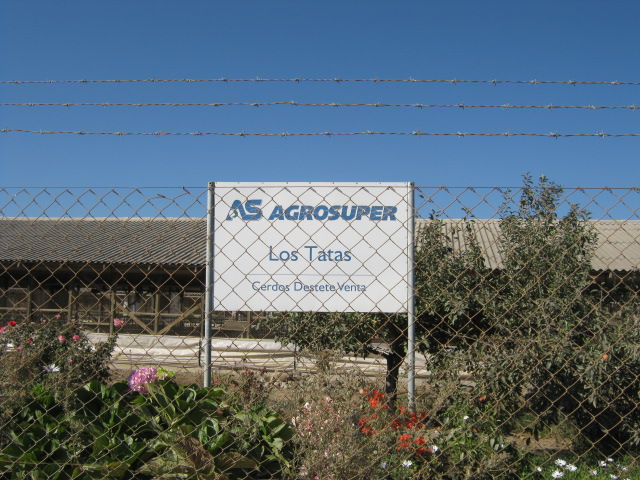 AS AGROSUPER
Los Tatas
Cerdos Destete Venta